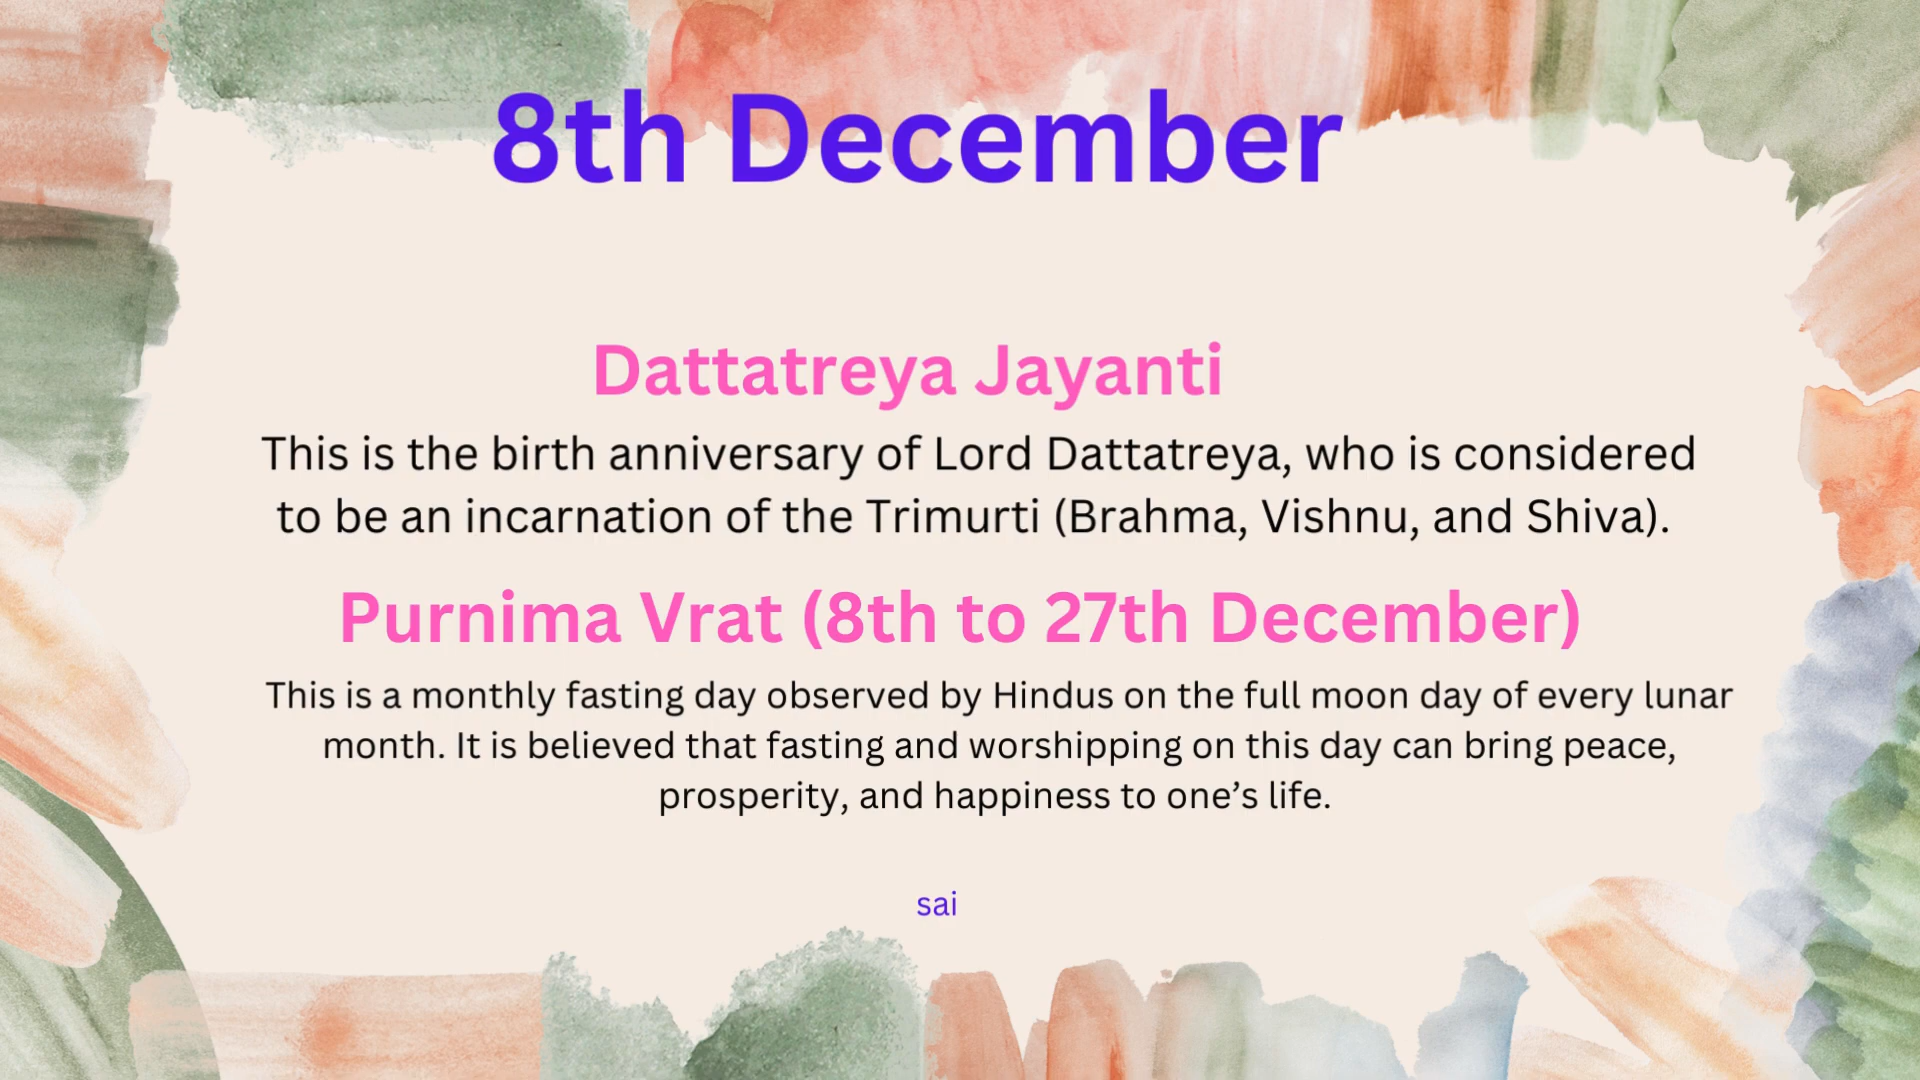 8th December
Dattatreya Jayanti
This is the birth anniversary of Lord Dattatreya, who is considered
to be an incarnation of the Trimurti (Brahma, Vishnu, and Shiva).
Purnima Vrat (8th to 27th December)
This is a monthly fasting day observed by Hindus on the full moon day of every lunar
month. It is believed that fasting and worshipping on this day can bring peace,
prosperity, and happiness to one’s life.
sai